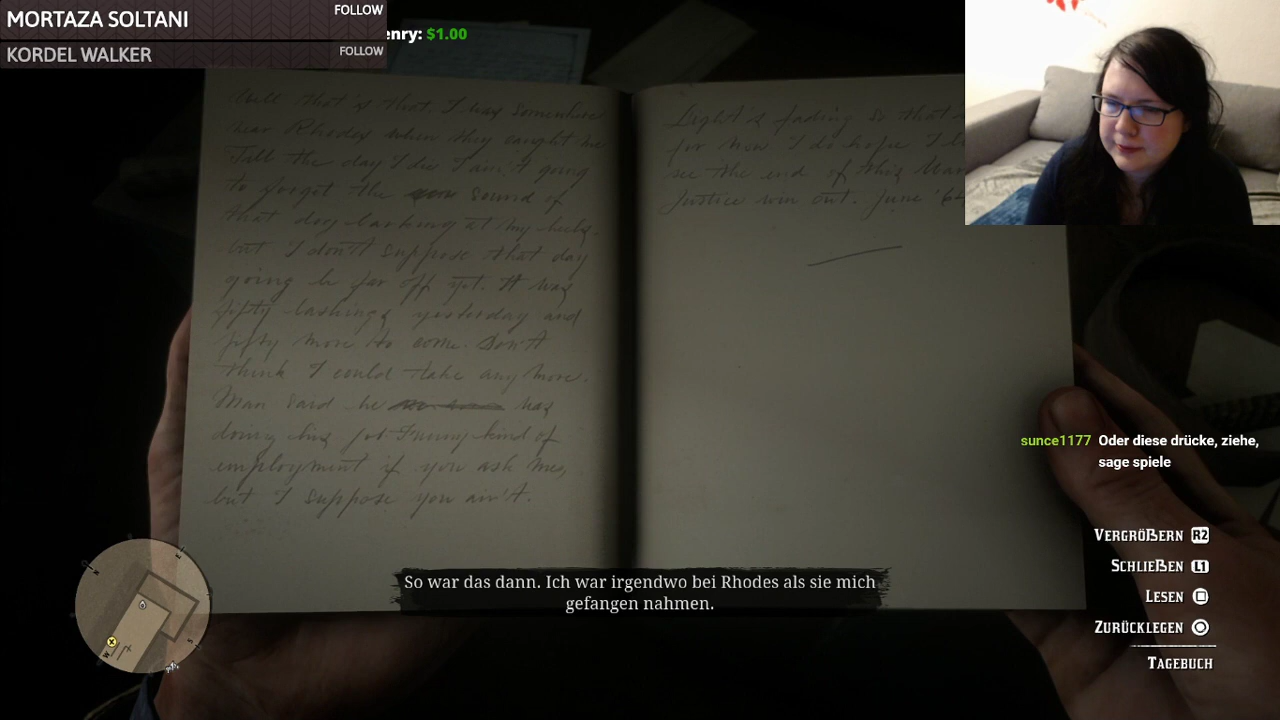 MORTAZA SOLTANI
FOLLOW
KORDEL WALKER
FOLLOW
enry: $1.00
Well that's that. I was somewhere
near Rhodes when they caught me
Till the day I die I ain't going
to forget the sound of
that dog barking at my heels.
but I don't suppose that day
going be far off yet. It was
fifty lashings yesterday and
fifty more to come. Don't
think I could take any more.
Man said he was
doing his job. Funny kind of
employment if you ask me,
but I suppose you ain't.
Light's fading so that
for now I do hope I
see the end of this War
Justice win out. June '64
sunce1177 Oder diese drücke, ziehe,
sage spiele
VERGRÖẞERN R2
SCHLIEẞEN L1
LESEN
ZURÜCKLEGEN
TAGEBUCH
So war das dann. Ich war irgendwo bei Rhodes als sie mich
gefangen nahmen.
N
E
S
W